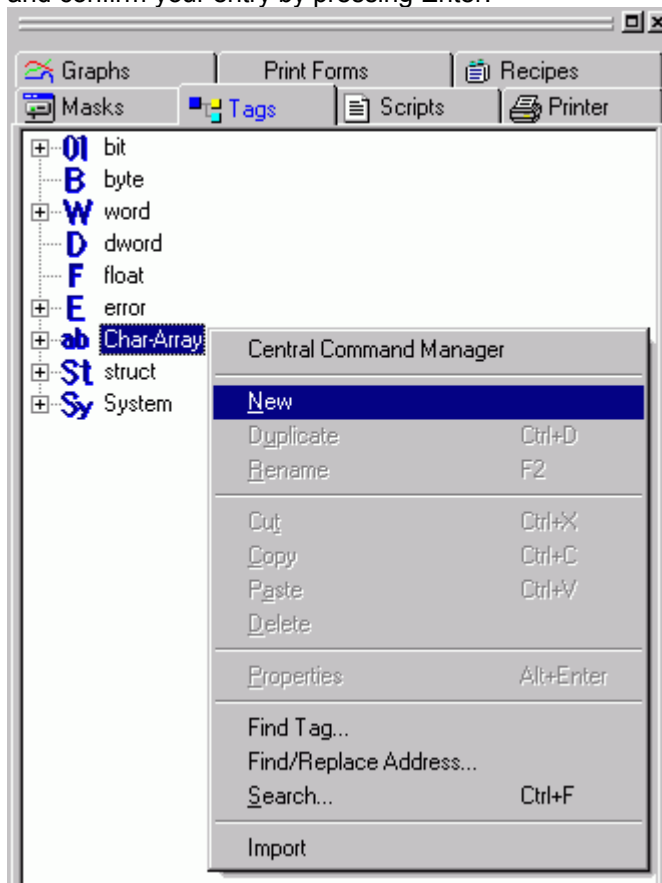 and confirm your entry by pressing Enter.
Graphs Print Forms Recipes
Masks Tags Scripts Printer
01 bit
B byte
W word
D dword
F float
E error
ab Char-Array
St struct
Sy System
Central Command Manager
New
Duplicate Ctrl+D
Rename F2
Cut Ctrl+X
Copy Ctrl+C
Paste Ctrl+V
Delete
Properties Alt+Enter
Find Tag...
Find/Replace Address...
Search... Ctrl+F
Import